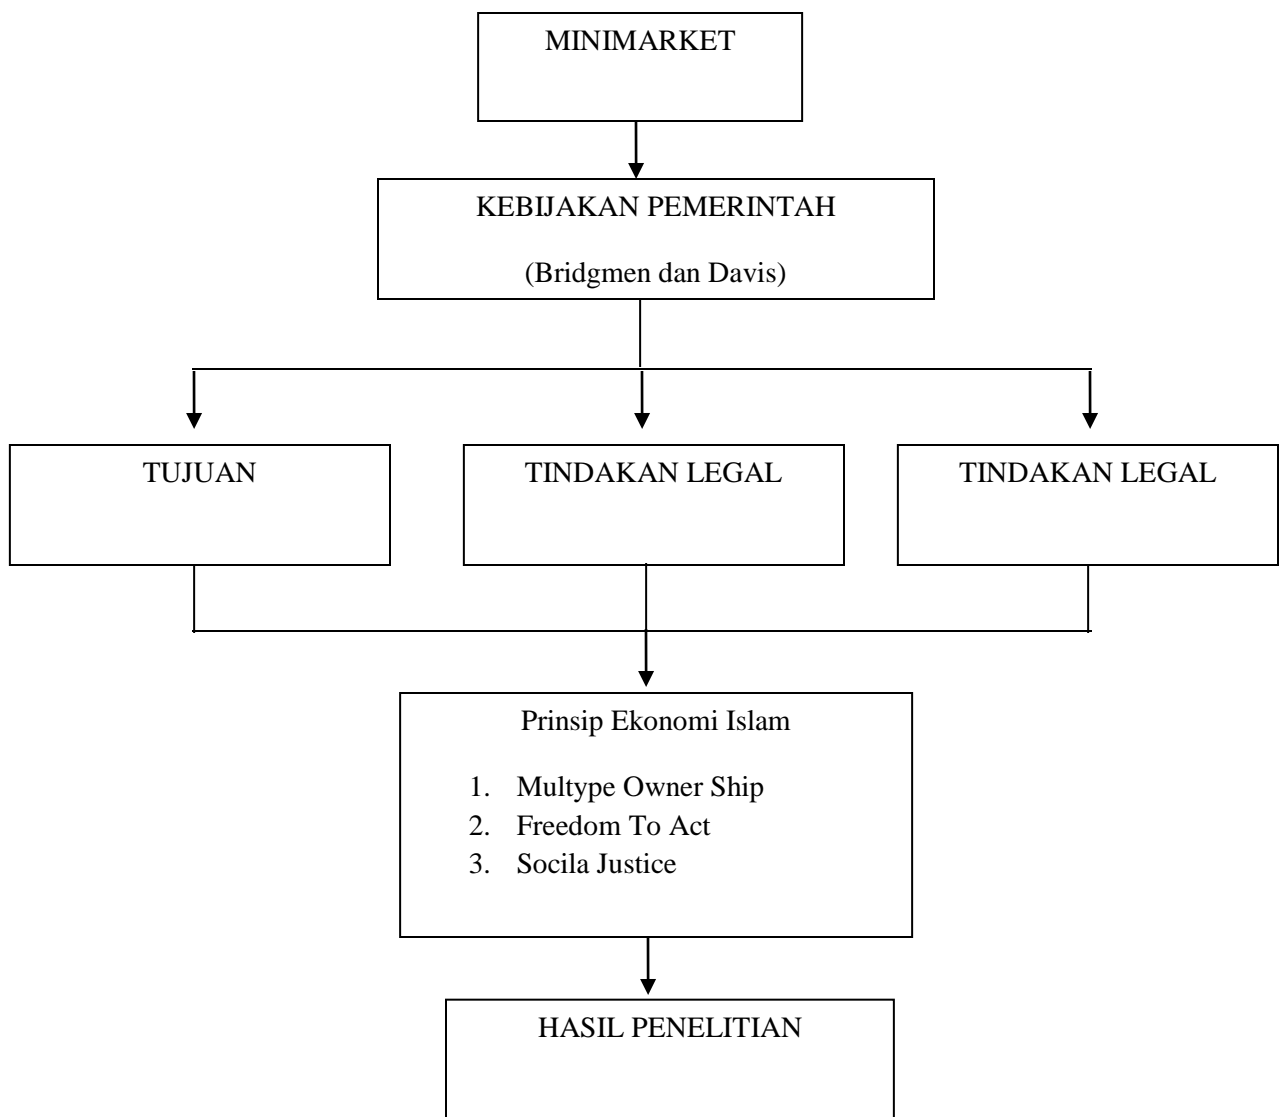 MINIMARKET
KEBIJAKAN PEMERINTAH
(Bridgmen dan Davis)
TUJUAN
TINDAKAN LEGAL
TINDAKAN LEGAL
Prinsip Ekonomi Islam
1. Multype Owner Ship
2. Freedom To Act
3. Socila Justice
HASIL PENELITIAN